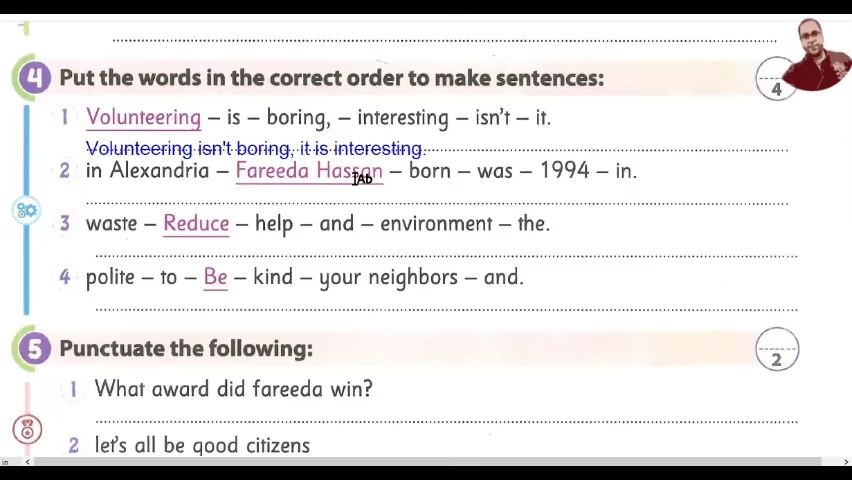 4 Put the words in the correct order to make sentences:
4
1 Volunteering – is – boring, – interesting – isn't – it.
Volunteering isn't boring, it is interesting.
2 in Alexandria – Fareeda Hassan – born – was – 1994 – in.
Ab
3 waste – Reduce – help – and – environment – the.
4 polite – to – Be – kind – your neighbors – and.
5 Punctuate the following:
2
1 What award did fareeda win?
2 let's all be good citizens
in